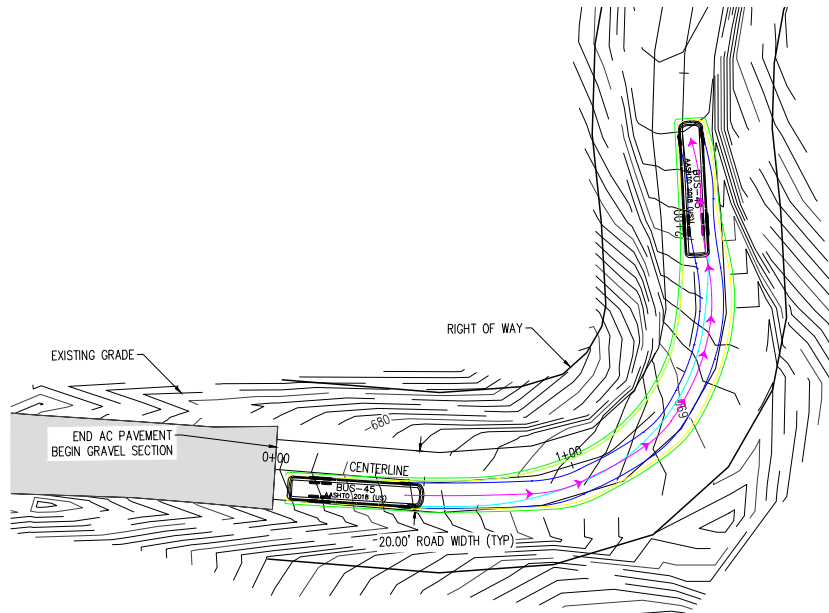 BUS-45
AASHTO 2018 (US)
2+00
RIGHT OF WAY
EXISTING GRADE
-680
690
END AC PAVEMENT
BEGIN GRAVEL SECTION
0+00
1+00
CENTERLINE
BUS-45
AASHTO 2018 (US)
20.00' ROAD WIDTH (TYP)